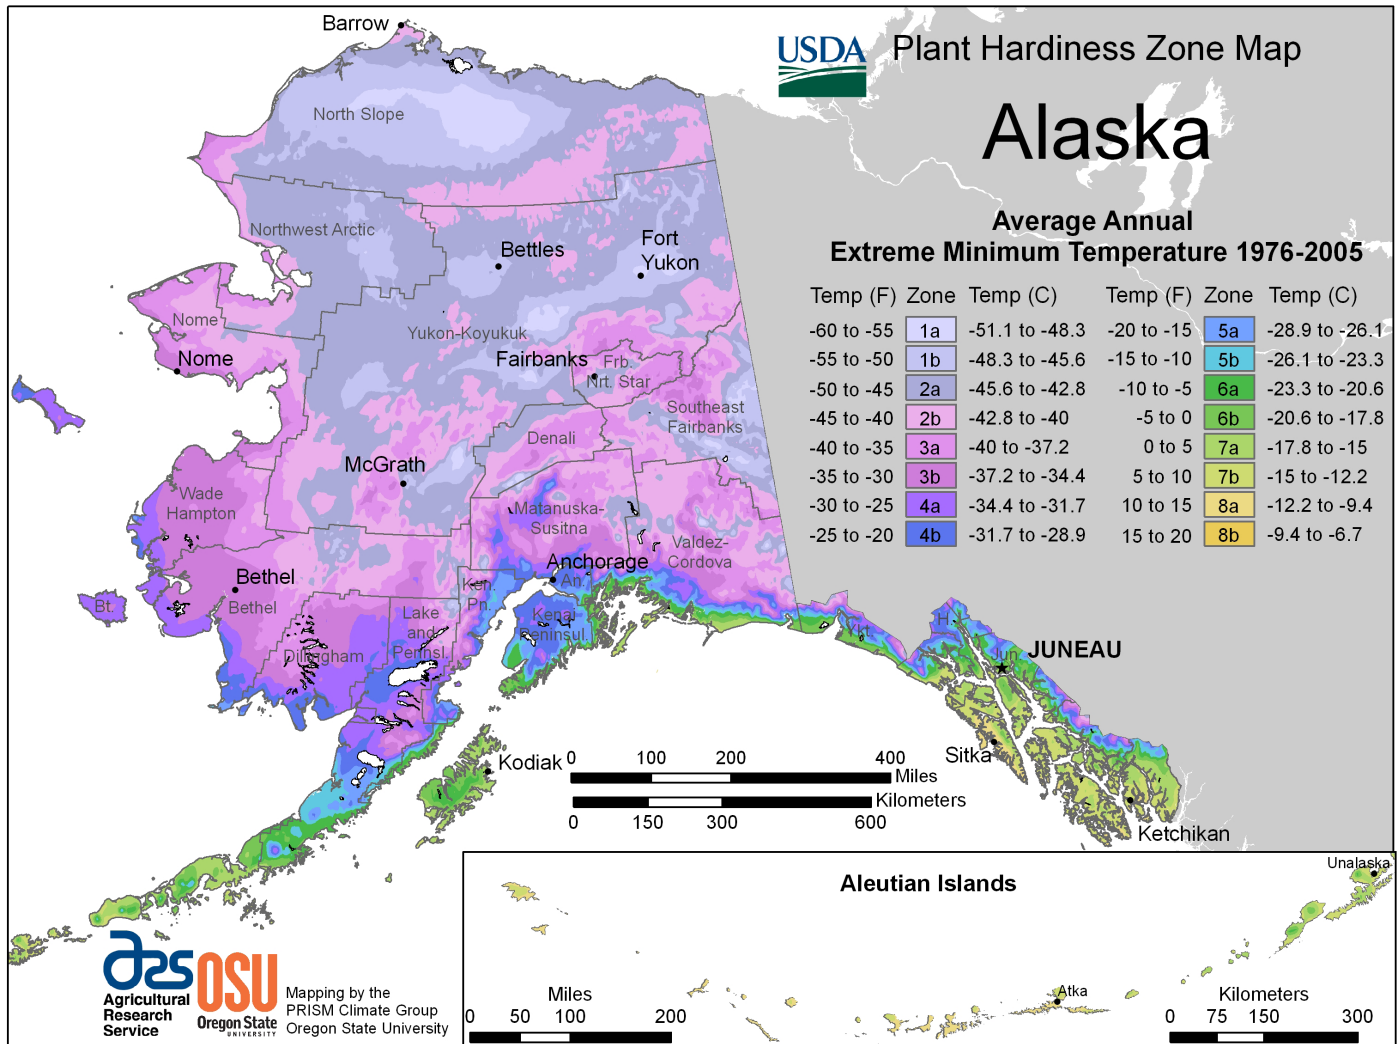 USDA
Plant Hardiness Zone Map
Alaska
Average Annual
Extreme Minimum Temperature 1976-2005
Temp (F) Zone Temp (C) Temp (F) Zone Temp (C)
-60 to -55 1a -51.1 to -48.3 -20 to -15 5a -28.9 to -26.1
-55 to -50 1b -48.3 to -45.6 -15 to -10 5b -26.1 to -23.3
-50 to -45 2a -45.6 to -42.8 -10 to -5 6a -23.3 to -20.6
-45 to -40 2b -42.8 to -40 -5 to 0 6b -20.6 to -17.8
-40 to -35 3a -40 to -37.2 0 to 5 7a -17.8 to -15
-35 to -30 3b -37.2 to -34.4 5 to 10 7b -15 to -12.2
-30 to -25 4a -34.4 to -31.7 10 to 15 8a -12.2 to -9.4
-25 to -20 4b -31.7 to -28.9 15 to 20 8b -9.4 to -6.7
Barrow
North Slope
Northwest Arctic
Bettles
Fort
Yukon
Nome
Nome
Yukon-Koyukuk
Fairbanks
Frb.
Nrt. Star
Southeast
Fairbanks
Denali
McGrath
Wade
Hampton
Matanuska-
Susitna
Valdez-
Cordova
Anchorage
An.
Bethel
Bethel
Bt.
Ken.
Pn.
Lake
and
Pennsl.
Kenai
Peninsul.
Dillingham
Ykt.
H.
Jun.
JUNEAU
Sitka
Ketchikan
Kodiak
0 100 200 400
Miles
Kilometers
0 150 300 600
Aleutian Islands
Unalaska
Atka
Miles
0 50 100 200
Kilometers
0 75 150 300
ars
Agricultural
Research
Service
OSU
Oregon State
UNIVERSITY
Mapping by the
PRISM Climate Group
Oregon State University